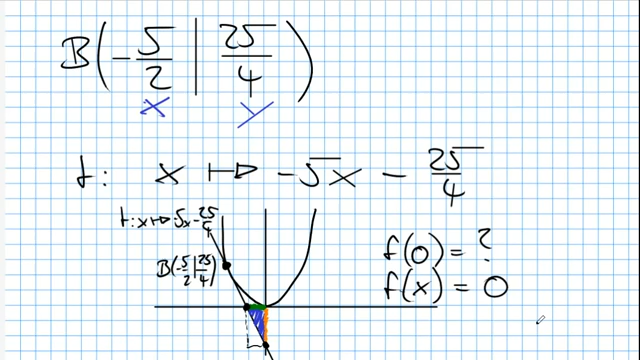 B(-5/2 | 25/4)
x y
t: x ↦ -5x - 25/4
t: x ↦ -5x - 25/4
B(-5/2 | 25/4)
f(0) = ?
f(x) = 0